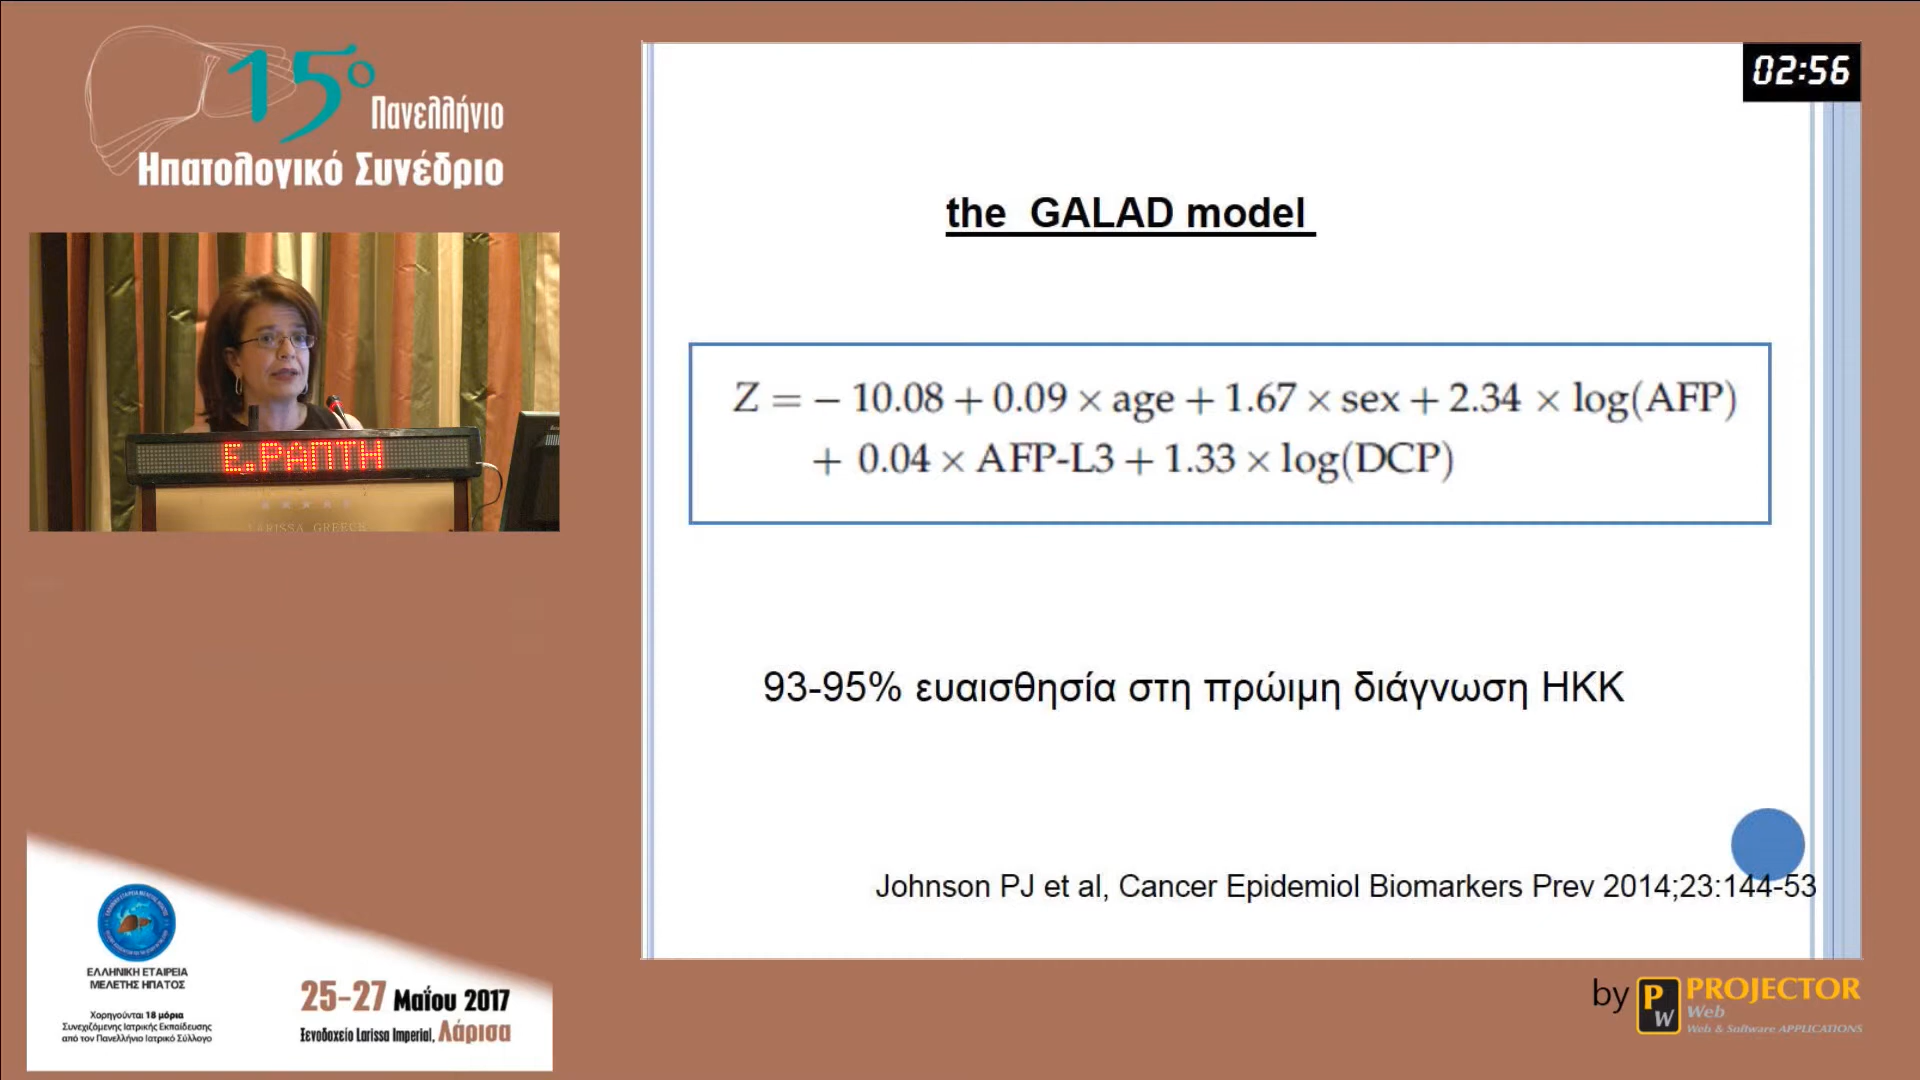 15ο
Πανελλήνιο
Ηπατολογικό Συνέδριο
Ε.ΡΑΠΤΗ
LARISSA GREECE
02:56
the GALAD model
Z = − 10.08 + 0.09 × age + 1.67 × sex + 2.34 × log(AFP)
+ 0.04 × AFP-L3 + 1.33 × log(DCP)
93-95% ευαισθησία στη πρώιμη διάγνωση ΗΚΚ
Johnson PJ et al, Cancer Epidemiol Biomarkers Prev 2014;23:144-53
ΕΛΛΗΝΙΚΗ ΕΤΑΙΡΕΙΑ
ΜΕΛΕΤΗΣ ΗΠΑΤΟΣ
Χορηγούνται 18 μόρια
Συνεχιζόμενης Ιατρικής Εκπαίδευσης
από τον Πανελλήνιο Ιατρικό Σύλλογο
25-27 Μαΐου 2017
Ξενοδοχείο Larissa Imperial, Λάρισα
by PW PROJECTOR
Web
Web & Software APPLICATIONS